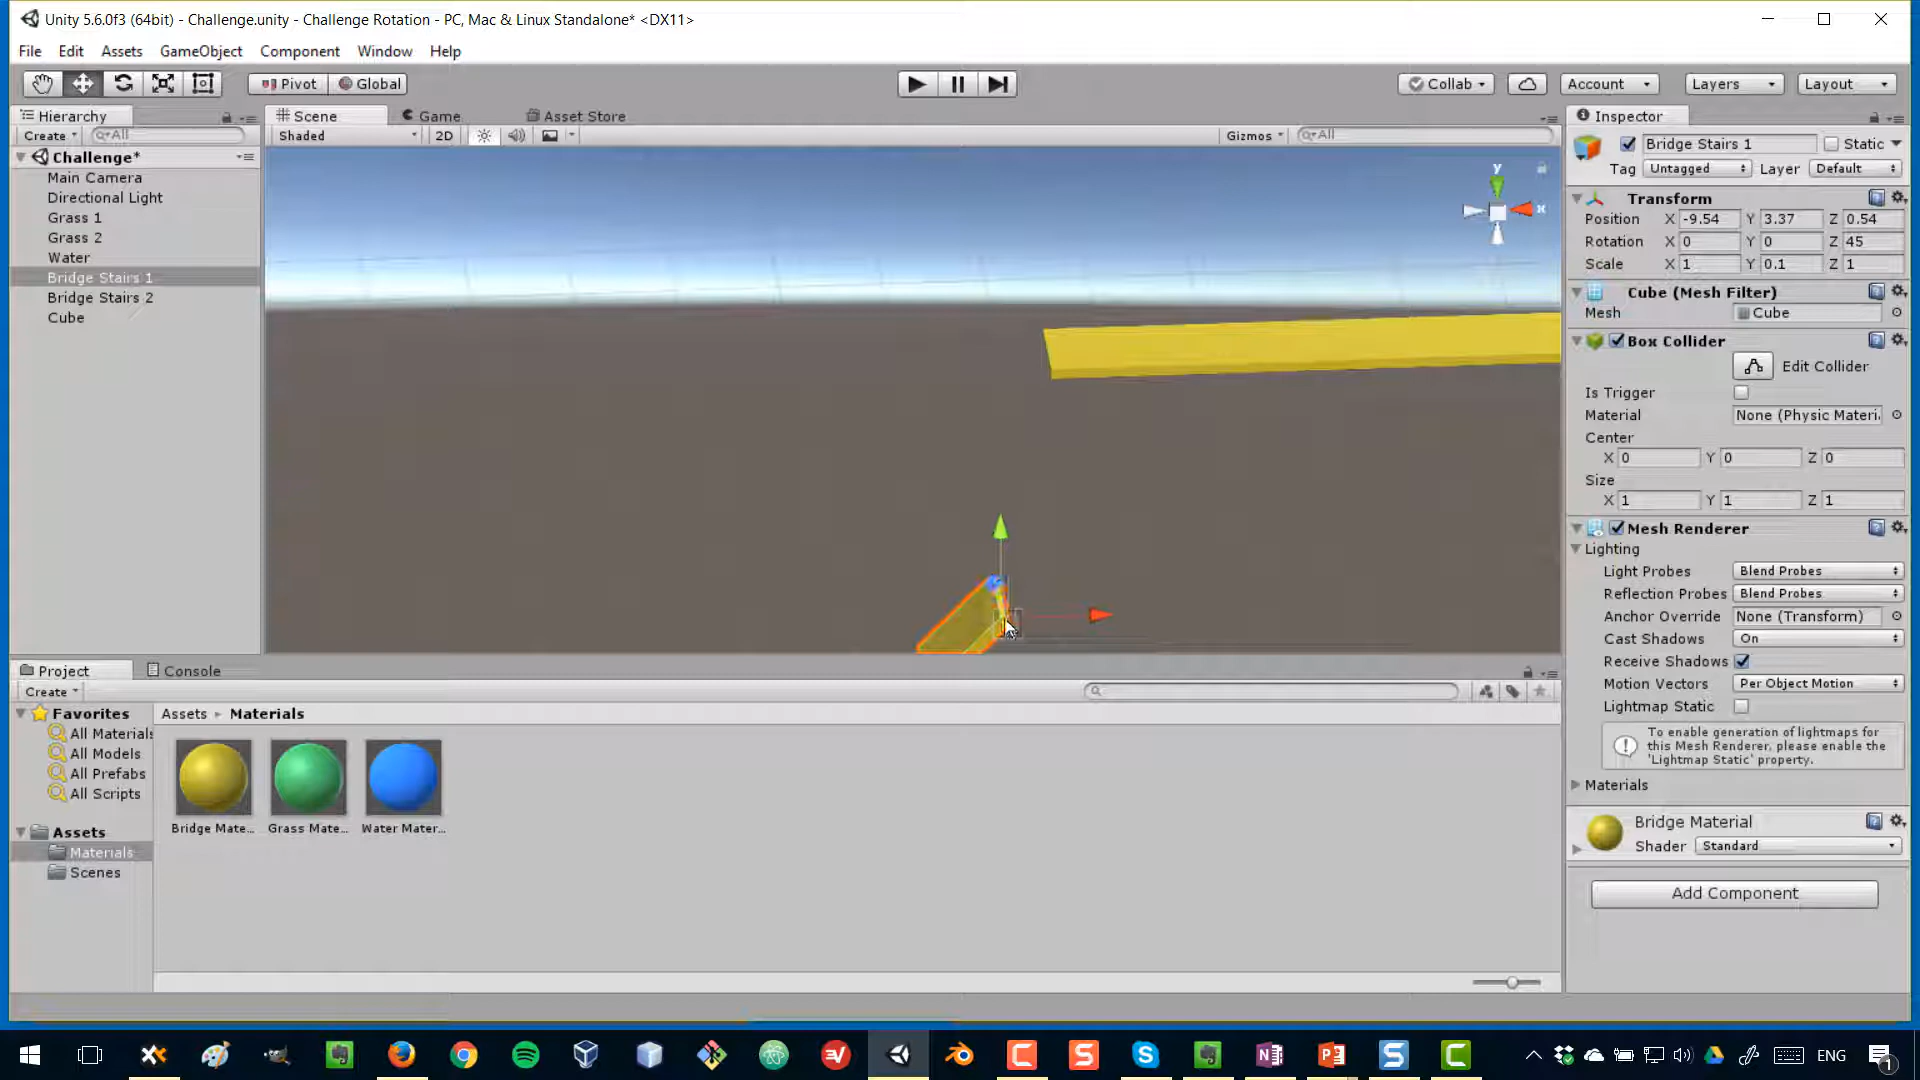 Unity 5.6.0f3 (64bit) - Challenge.unity - Challenge Rotation - PC, Mac & Linux Standalone* <DX11>
File Edit Assets GameObject Component Window Help
Pivot Global Collab Account Layers Layout
Hierarchy
Create All
Challenge*
Main Camera
Directional Light
Grass 1
Grass 2
Water
Bridge Stairs 1
Bridge Stairs 2
Cube
Scene Game Asset Store
Shaded 2D Gizmos All
y
x
Inspector
Bridge Stairs 1 Static
Tag Untagged Layer Default
Transform
Position X -9.54 Y 3.37 Z 0.54
Rotation X 0 Y 0 Z 45
Scale X 1 Y 0.1 Z 1
Cube (Mesh Filter)
Mesh Cube
Box Collider
Edit Collider
Is Trigger
Material None (Physic Materi
Center
X 0 Y 0 Z 0
Size
X 1 Y 1 Z 1
Mesh Renderer
Lighting
Light Probes Blend Probes
Reflection Probes Blend Probes
Anchor Override None (Transform)
Cast Shadows On
Receive Shadows
Motion Vectors Per Object Motion
Lightmap Static
To enable generation of lightmaps for
this Mesh Renderer, please enable the
'Lightmap Static' property.
Materials
Bridge Material
Shader Standard
Add Component
Project Console
Create
Favorites
All Materials
All Models
All Prefabs
All Scripts
Assets
Materials
Scenes
Assets Materials
Bridge Mate... Grass Mate... Water Mater...
ENG
1